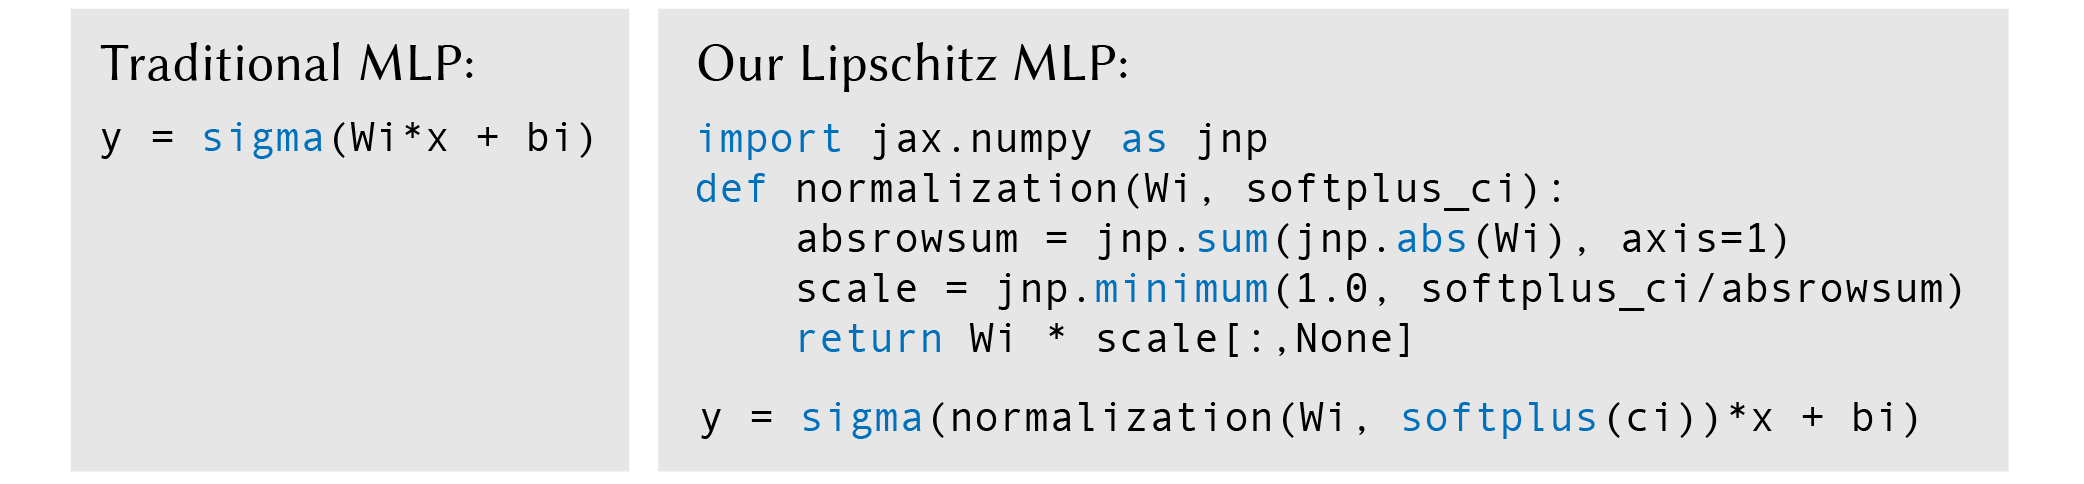 Traditional MLP:
y = sigma(Wi*x + bi)
Our Lipschitz MLP:
import jax.numpy as jnp
def normalization(Wi, softplus_ci):
    absrowsum = jnp.sum(jnp.abs(Wi), axis=1)
    scale = jnp.minimum(1.0, softplus_ci/absrowsum)
    return Wi * scale[:,None]
y = sigma(normalization(Wi, softplus(ci))*x + bi)